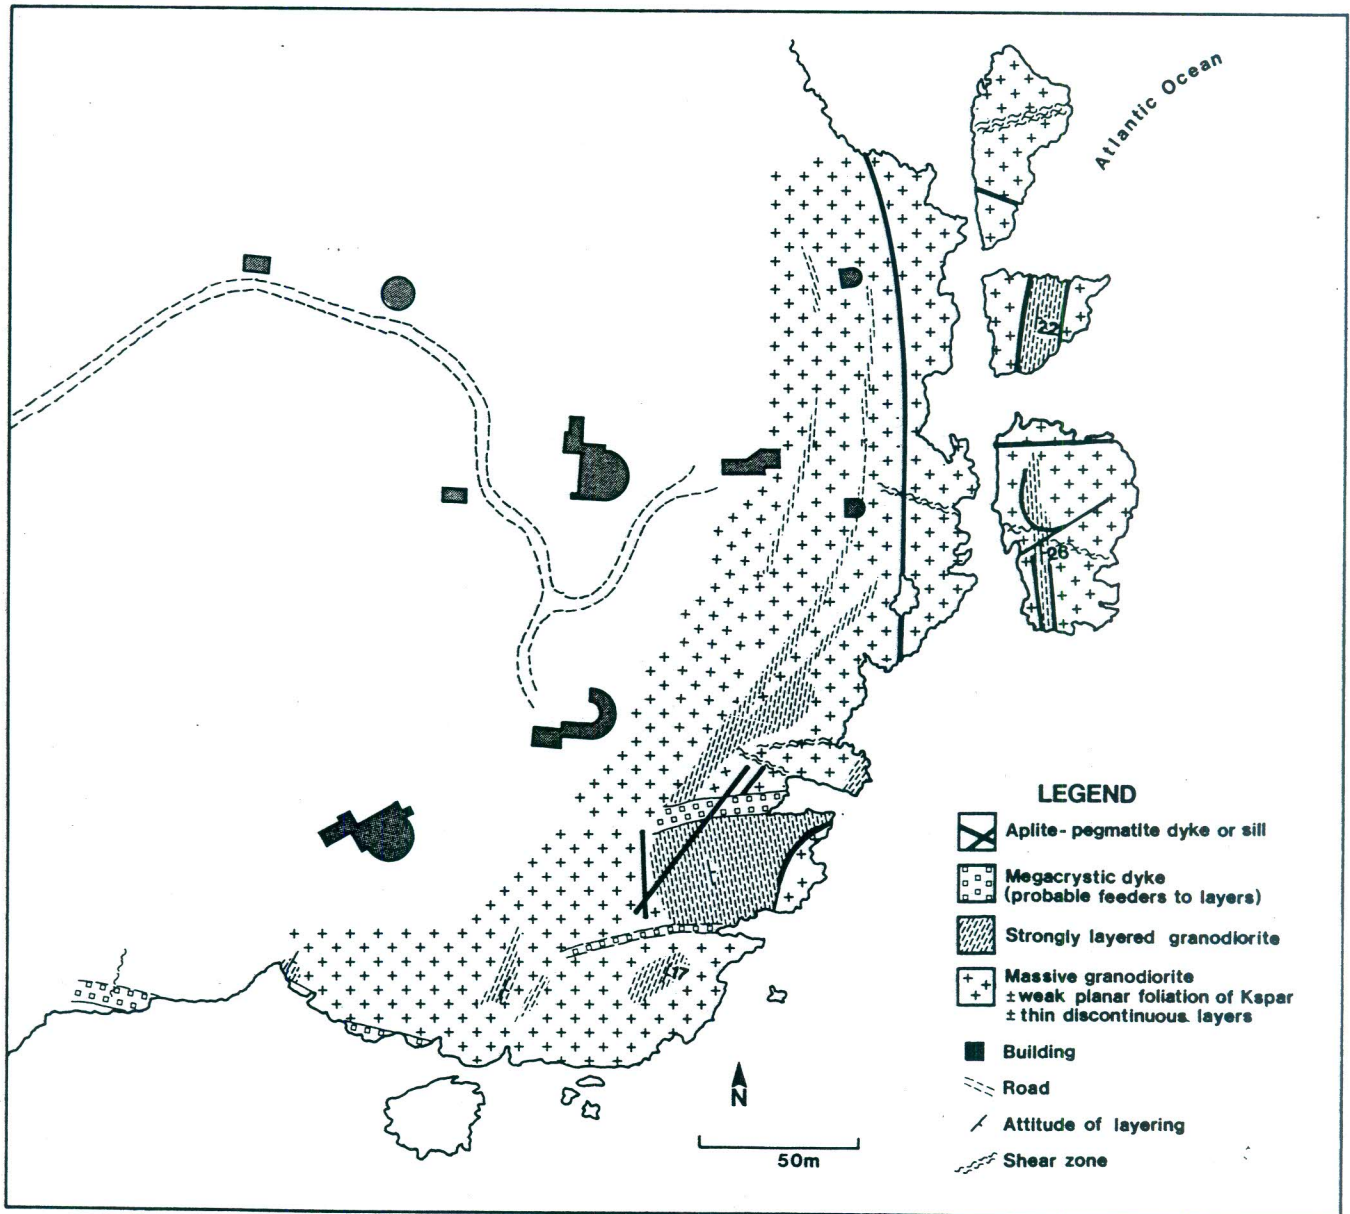 Atlantic Ocean
22
26
17
N
50m
LEGEND
Aplite-pegmatite dyke or sill
Megacrystic dyke
(probable feeders to layers)
Strongly layered granodiorite
Massive granodiorite
± weak planar foliation of Kspar
± thin discontinuous layers
Building
Road
Attitude of layering
Shear zone